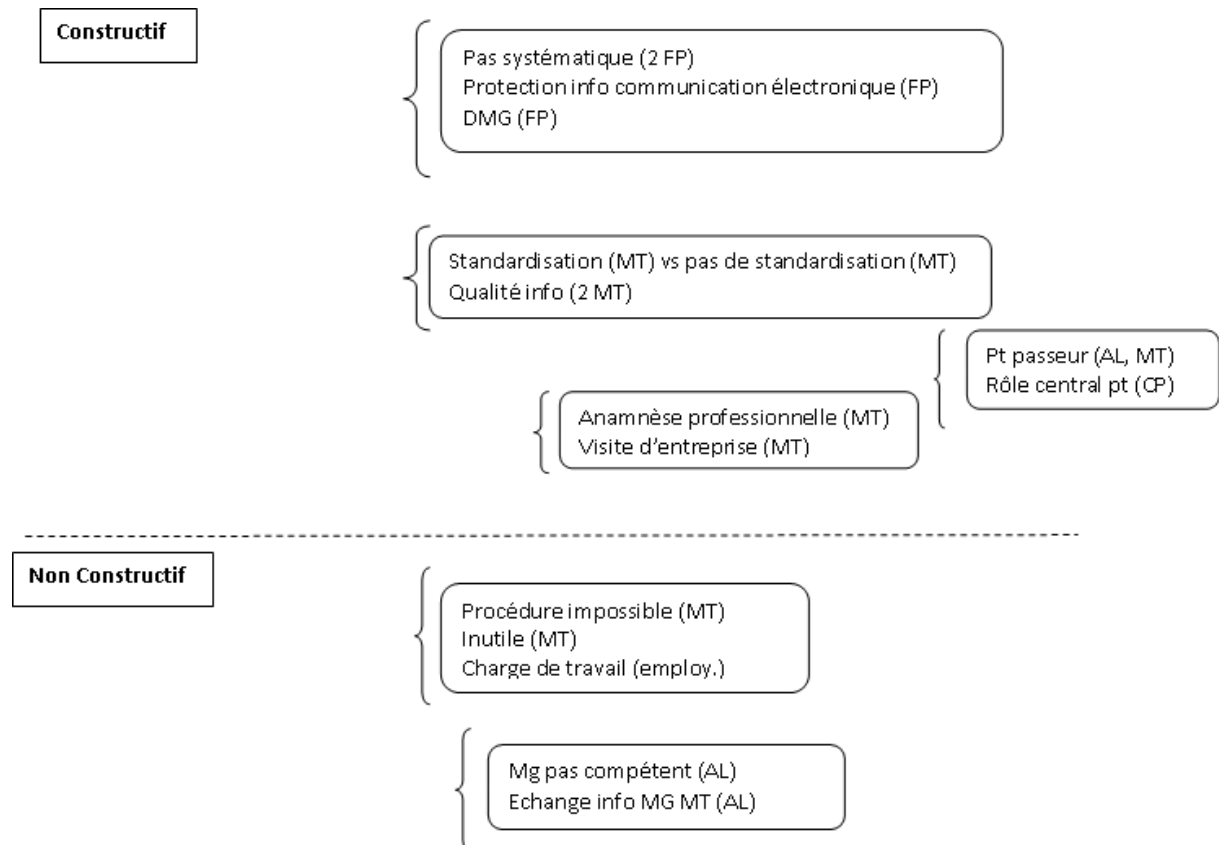 Constructif
Pas systématique (2 FP)
Protection info communication électronique (FP)
DMG (FP)
Standardisation (MT) vs pas de standardisation (MT)
Qualité info (2 MT)
Pt passeur (AL, MT)
Rôle central pt (CP)
Anamnèse professionnelle (MT)
Visite d'entreprise (MT)
Non Constructif
Procédure impossible (MT)
Inutile (MT)
Charge de travail (employ.)
Mg pas compétent (AL)
Echange info MG MT (AL)